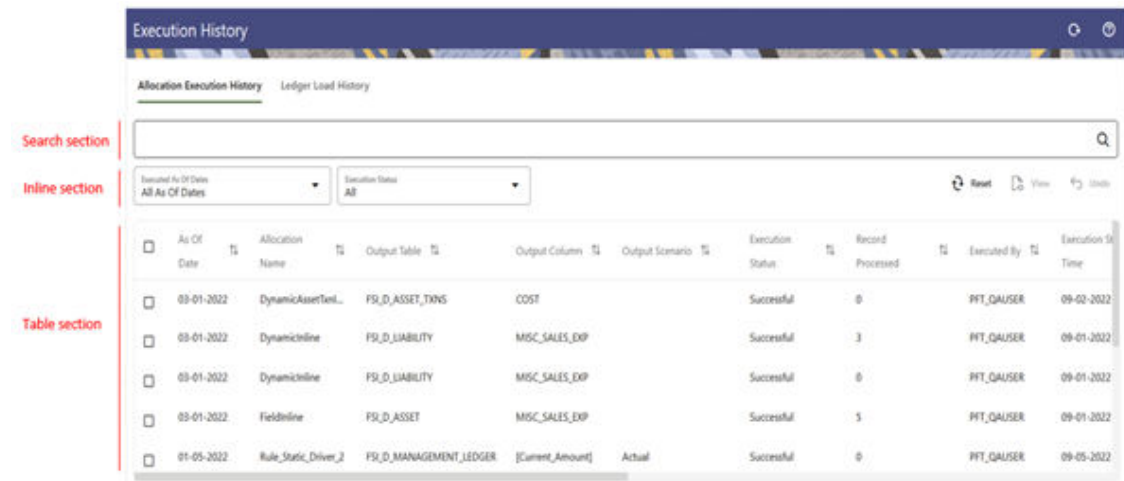 Execution History
Allocation Execution History Ledger Load History
Search section
Inline section
Executed As Of Dates
All As Of Dates
Execution Status
All
Reset View Undo
As Of Date Allocation Name Output Table Output Column Output Scenario Execution Status Record Processed Executed By Execution St Time
Table section
03-01-2022 DynamicAssetTxnI... FSI_D_ASSET_TXNS COST Successful 0 PFT_QAUSER 09-02-2022
03-01-2022 DynamicInline FSI_D_LIABILITY MISC_SALES_EXP Successful 3 PFT_QAUSER 09-01-2022
03-01-2022 DynamicInline FSI_D_LIABILITY MISC_SALES_EXP Successful 0 PFT_QAUSER 09-01-2022
03-01-2022 FieldInline FSI_D_ASSET MISC_SALES_EXP Successful 5 PFT_QAUSER 09-01-2022
01-05-2022 Rule_Static_Driver_2 FSI_D_MANAGEMENT_LEDGER [Current_Amount] Actual Successful 0 PFT_QAUSER 09-05-2022